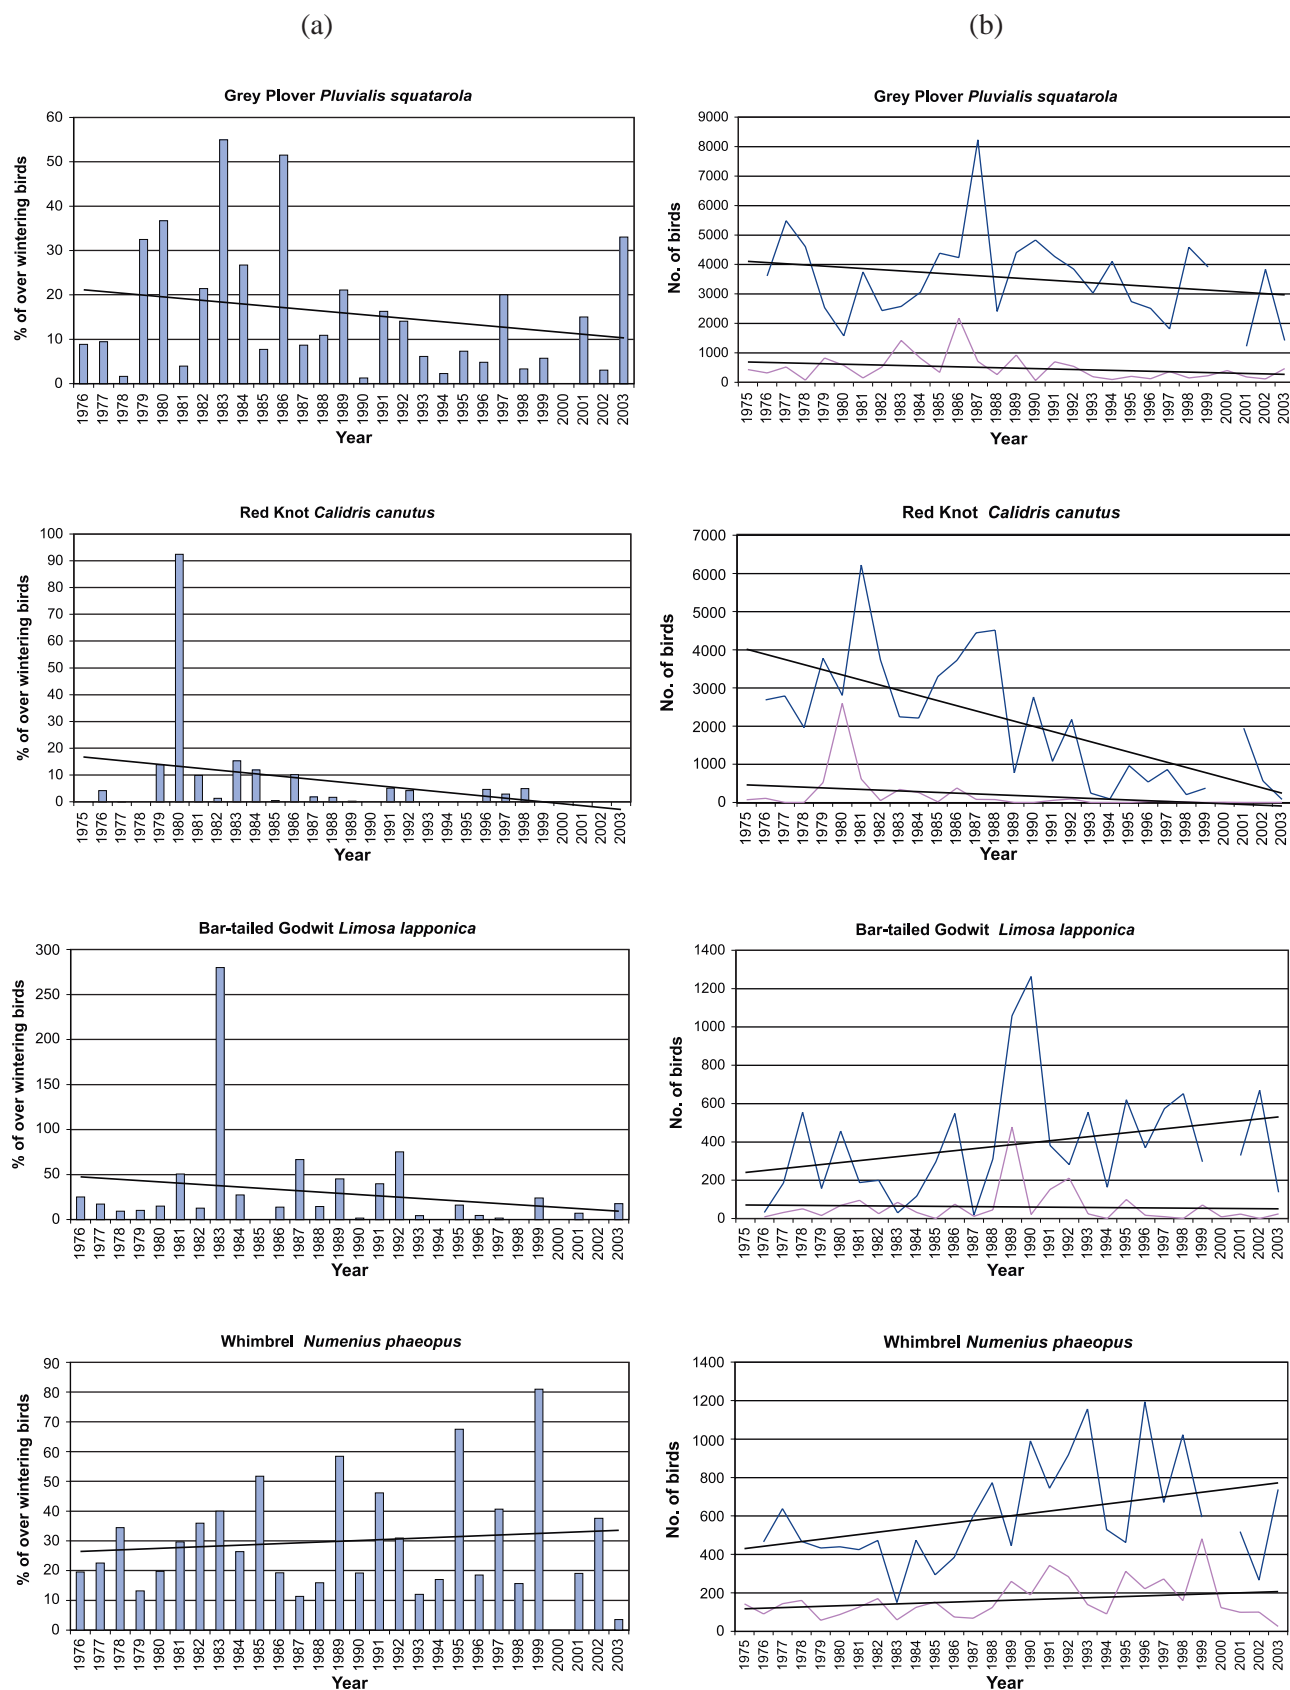 (a)
(b)
Grey Plover Pluvialis squatarola
% of over wintering birds
60
50
40
30
20
10
0
1976 1977 1978 1979 1980 1981 1982 1983 1984 1985 1986 1987 1988 1989 1990 1991 1992 1993 1994 1995 1996 1997 1998 1999 2000 2001 2002 2003
Year
Grey Plover Pluvialis squatarola
No. of birds
9000
8000
7000
6000
5000
4000
3000
2000
1000
0
1975 1976 1977 1978 1979 1980 1981 1982 1983 1984 1985 1986 1987 1988 1989 1990 1991 1992 1993 1994 1995 1996 1997 1998 1999 2000 2001 2002 2003
Year
Red Knot Calidris canutus
% of over wintering birds
100
90
80
70
60
50
40
30
20
10
0
1975 1976 1977 1978 1979 1980 1981 1982 1983 1984 1985 1986 1987 1988 1989 1990 1991 1992 1993 1994 1995 1996 1997 1998 1999 2000 2001 2002 2003
Year
Red Knot Calidris canutus
No. of birds
7000
6000
5000
4000
3000
2000
1000
0
1975 1976 1977 1978 1979 1980 1981 1982 1983 1984 1985 1986 1987 1988 1989 1990 1991 1992 1993 1994 1995 1996 1997 1998 1999 2000 2001 2002 2003
Year
Bar-tailed Godwit Limosa lapponica
% of over wintering birds
300
250
200
150
100
50
0
1976 1977 1978 1979 1980 1981 1982 1983 1984 1985 1986 1987 1988 1989 1990 1991 1992 1993 1994 1995 1996 1997 1998 1999 2000 2001 2002 2003
Year
Bar-tailed Godwit Limosa lapponica
No. of birds
1400
1200
1000
800
600
400
200
0
1975 1976 1977 1978 1979 1980 1981 1982 1983 1984 1985 1986 1987 1988 1989 1990 1991 1992 1993 1994 1995 1996 1997 1998 1999 2000 2001 2002 2003
Year
Whimbrel Numenius phaeopus
% of over wintering birds
90
80
70
60
50
40
30
20
10
0
1976 1977 1978 1979 1980 1981 1982 1983 1984 1985 1986 1987 1988 1989 1990 1991 1992 1993 1994 1995 1996 1997 1998 1999 2000 2001 2002 2003
Year
Whimbrel Numenius phaeopus
No. of birds
1400
1200
1000
800
600
400
200
0
1975 1976 1977 1978 1979 1980 1981 1982 1983 1984 1985 1986 1987 1988 1989 1990 1991 1992 1993 1994 1995 1996 1997 1998 1999 2000 2001 2002 2003
Year